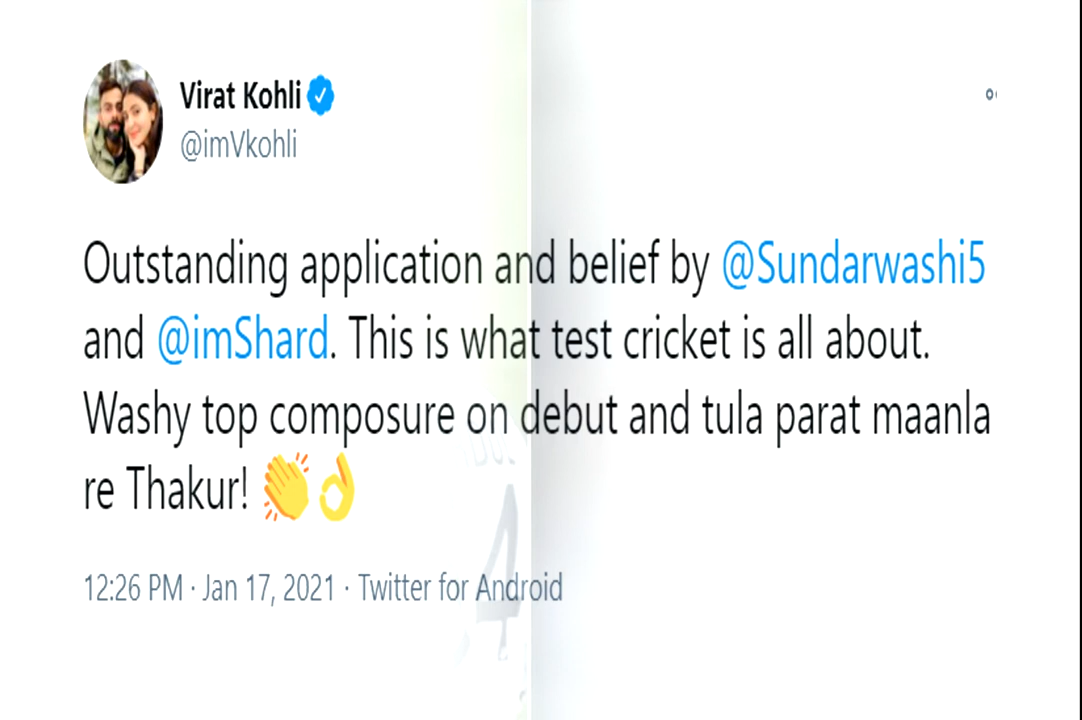 Virat Kohli
@imVkohli
Outstanding application and belief by @Sundarwashi5
and @imShard. This is what test cricket is all about.
Washy top composure on debut and tula parat maanla
re Thakur! 👏👌
12:26 PM · Jan 17, 2021 · Twitter for Android
4